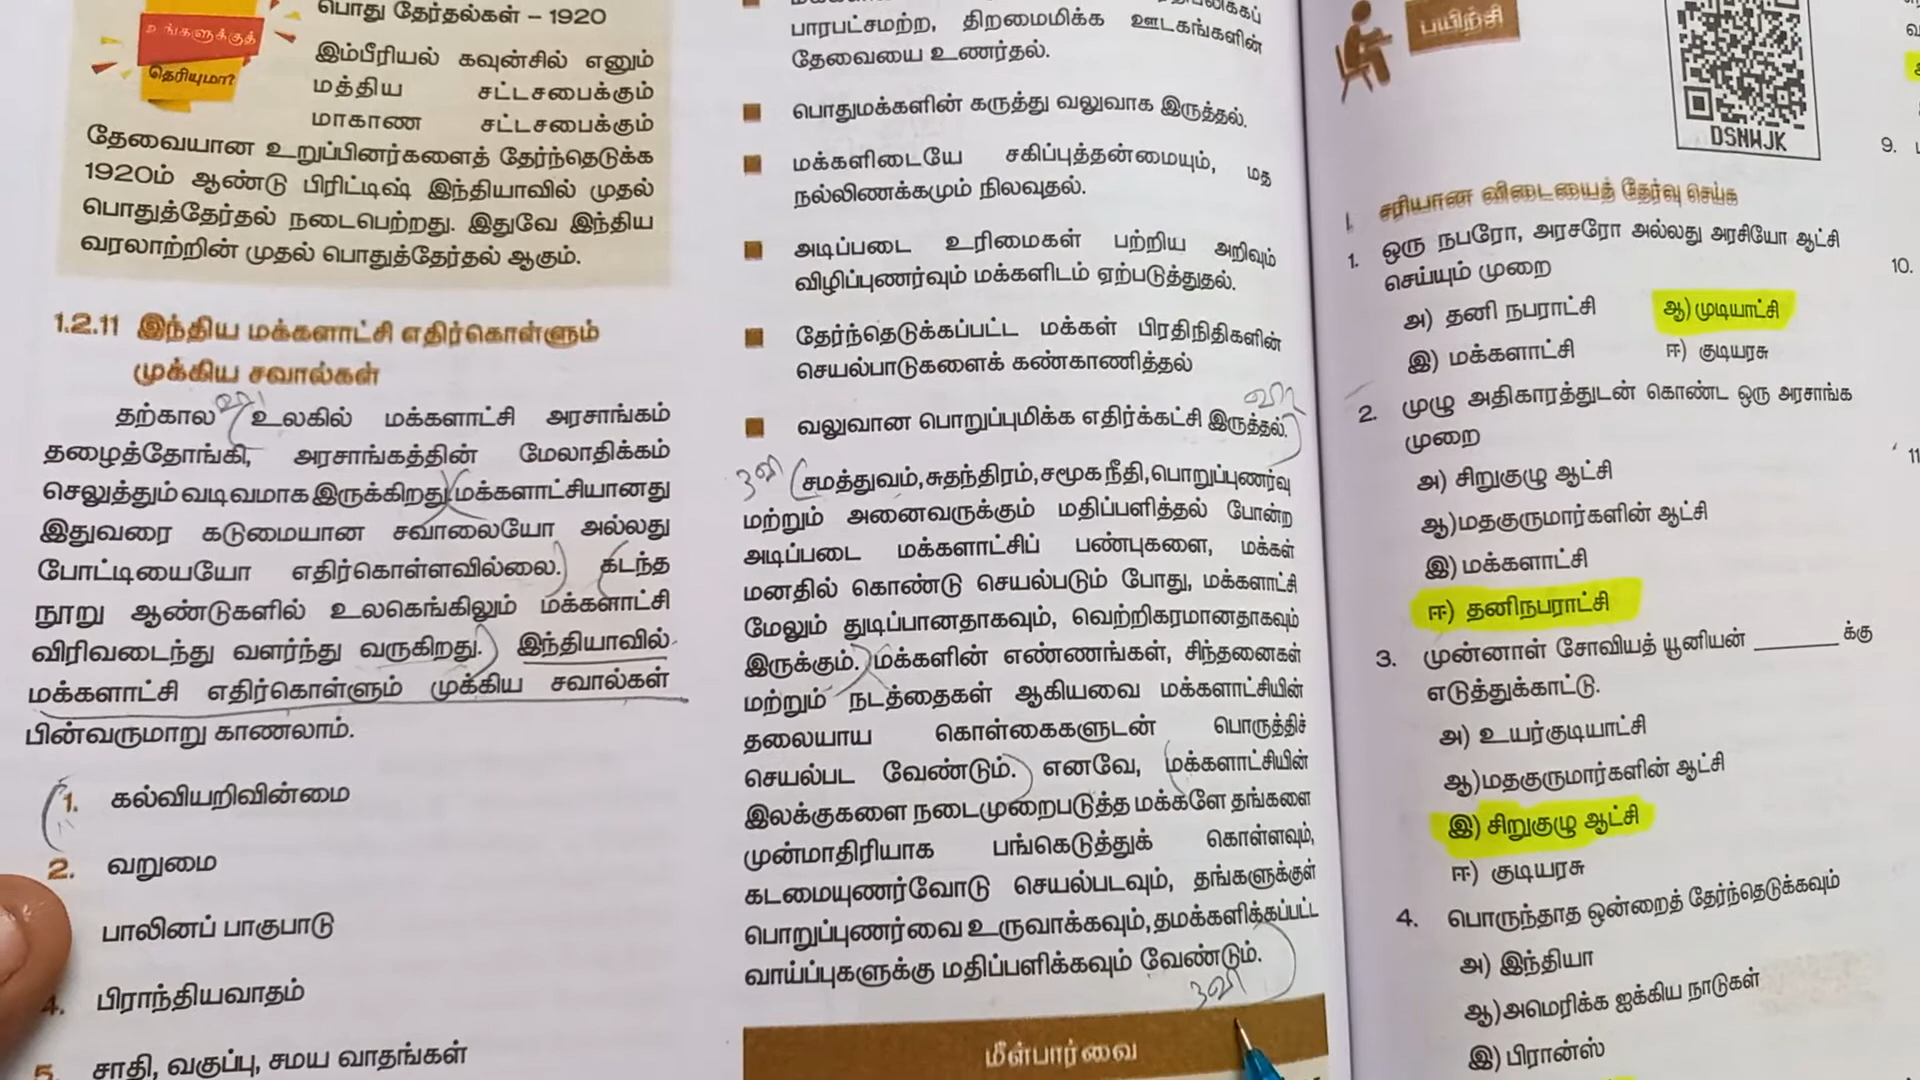 உங்களுக்குத்
தெரியுமா?
பொது தேர்தல்கள் – 1920
இம்பீரியல் கவுன்சில் எனும்
மத்திய சட்டசபைக்கும்
மாகாண சட்டசபைக்கும்
தேவையான உறுப்பினர்களைத் தேர்ந்தெடுக்க
1920ம் ஆண்டு பிரிட்டிஷ் இந்தியாவில் முதல்
பொதுத்தேர்தல் நடைபெற்றது. இதுவே இந்திய
வரலாற்றின் முதல் பொதுத்தேர்தல் ஆகும்.
1.2.11 இந்திய மக்களாட்சி எதிர்கொள்ளும்
முக்கிய சவால்கள்
தற்கால உலகில் மக்களாட்சி அரசாங்கம்
தழைத்தோங்கி, அரசாங்கத்தின் மேலாதிக்கம்
செலுத்தும் வடிவமாக இருக்கிறது. மக்களாட்சியானது
இதுவரை கடுமையான சவாலையோ அல்லது
போட்டியையோ எதிர்கொள்ளவில்லை. கடந்த
நூறு ஆண்டுகளில் உலகெங்கிலும் மக்களாட்சி
விரிவடைந்து வளர்ந்து வருகிறது. இந்தியாவில்
மக்களாட்சி எதிர்கொள்ளும் முக்கிய சவால்கள்
பின்வருமாறு காணலாம்.
1. கல்வியறிவின்மை
2. வறுமை
பாலினப் பாகுபாடு
4. பிராந்தியவாதம்
5. சாதி, வகுப்பு, சமய வாதங்கள்
பாரபட்சமற்ற, திறமைமிக்க ஊடகங்களின்
தேவையை உணர்தல்.
■ பொதுமக்களின் கருத்து வலுவாக இருத்தல்.
■ மக்களிடையே சகிப்புத்தன்மையும், மத
நல்லிணக்கமும் நிலவுதல்.
■ அடிப்படை உரிமைகள் பற்றிய அறிவும்
விழிப்புணர்வும் மக்களிடம் ஏற்படுத்துதல்.
■ தேர்ந்தெடுக்கப்பட்ட மக்கள் பிரதிநிதிகளின்
செயல்பாடுகளைக் கண்காணித்தல்
■ வலுவான பொறுப்புமிக்க எதிர்க்கட்சி இருத்தல்.
சமத்துவம், சுதந்திரம், சமூக நீதி, பொறுப்புணர்வு
மற்றும் அனைவருக்கும் மதிப்பளித்தல் போன்ற
அடிப்படை மக்களாட்சிப் பண்புகளை, மக்கள்
மனதில் கொண்டு செயல்படும் போது, மக்களாட்சி
மேலும் துடிப்பானதாகவும், வெற்றிகரமானதாகவும்
இருக்கும். மக்களின் எண்ணங்கள், சிந்தனைகள்
மற்றும் நடத்தைகள் ஆகியவை மக்களாட்சியின்
தலையாய கொள்கைகளுடன் பொருத்திச்
செயல்பட வேண்டும். எனவே, மக்களாட்சியின்
இலக்குகளை நடைமுறைபடுத்த மக்களே தங்களை
முன்மாதிரியாக பங்கெடுத்துக் கொள்ளவும்,
கடமையுணர்வோடு செயல்படவும், தங்களுக்குள்
பொறுப்புணர்வை உருவாக்கவும், தமக்களிக்கப்பட்ட
வாய்ப்புகளுக்கு மதிப்பளிக்கவும் வேண்டும்.
மீள்பார்வை
பயிற்சி
DSNWJK
I. சரியான விடையைத் தேர்வு செய்க
1. ஒரு நபரோ, அரசரோ அல்லது அரசியோ ஆட்சி
செய்யும் முறை
அ) தனி நபராட்சி ஆ) முடியாட்சி
இ) மக்களாட்சி ஈ) குடியரசு
2. முழு அதிகாரத்துடன் கொண்ட ஒரு அரசாங்க
முறை
அ) சிறுகுழு ஆட்சி
ஆ) மதகுருமார்களின் ஆட்சி
இ) மக்களாட்சி
ஈ) தனிநபராட்சி
3. முன்னாள் சோவியத் யூனியன் _______ க்கு
எடுத்துக்காட்டு.
அ) உயர்குடியாட்சி
ஆ) மதகுருமார்களின் ஆட்சி
இ) சிறுகுழு ஆட்சி
ஈ) குடியரசு
4. பொருந்தாத ஒன்றைத் தேர்ந்தெடுக்கவும்
அ) இந்தியா
ஆ) அமெரிக்க ஐக்கிய நாடுகள்
இ) பிரான்ஸ்
9.
10.
11